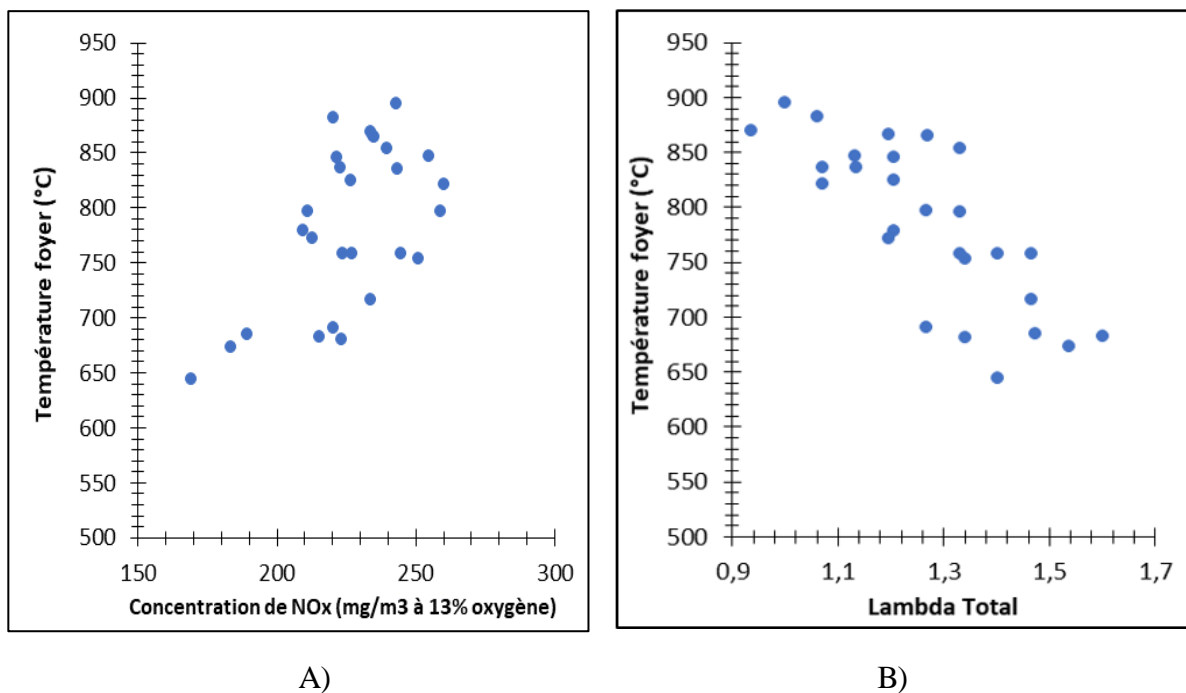 950
900
850
800
750
700
650
600
550
500
Température foyer (°C)
150 200 250 300
Concentration de NOx (mg/m3 à 13% oxygène)
950
900
850
800
750
700
650
600
550
500
Température foyer (°C)
0,9 1,1 1,3 1,5 1,7
Lambda Total
A) B)